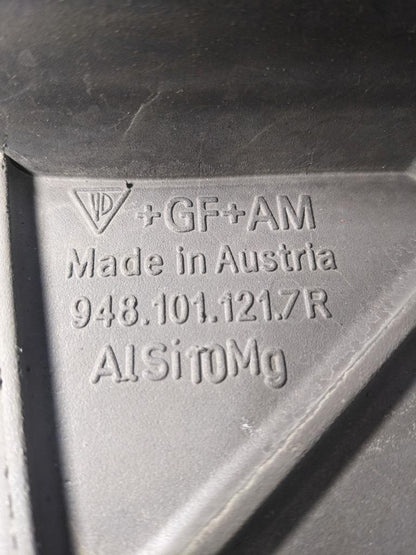 +GF+AM
Made in Austria
948.101.121.7R
AlSi10Mg